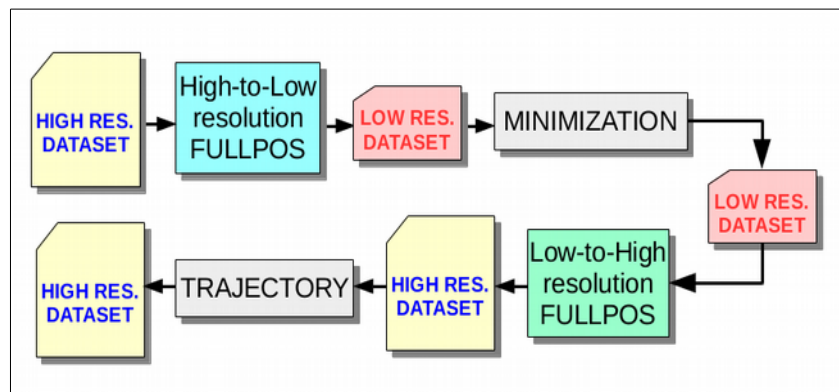 HIGH RES.
DATASET
High-to-Low
resolution
FULLPOS
LOW RES.
DATASET
MINIMIZATION
LOW RES.
DATASET
Low-to-High
resolution
FULLPOS
HIGH RES.
DATASET
TRAJECTORY
HIGH RES.
DATASET